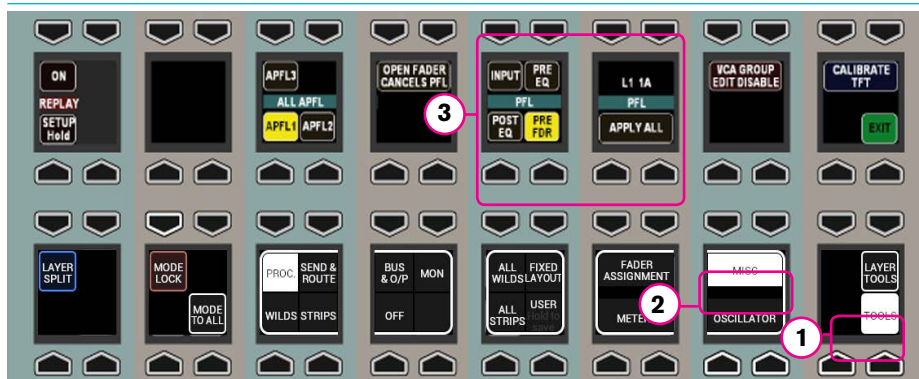 ON
REPLAY
SETUP
Hold
APFL3
ALL APFL
APFL1 APFL2
OPEN FADER
CANCELS PFL
3
INPUT PRE
EQ
PFL
POST
EQ
PRE
FDR
L1 1A
PFL
APPLY ALL
VCA GROUP
EDIT DISABLE
CALIBRATE
TFT
EXIT
LAYER
SPLIT
MODE
LOCK
MODE
TO ALL
PROC
SEND &
ROUTE
WILDS STRIPS
BUS
& O/P
MON
OFF
ALL
WILDS
FIXED
LAYOUT
ALL
STRIPS
USER
Hold to
save
FADER
ASSIGNMENT
2
MISC
OSCILLATOR
LAYER
TOOLS
1
TOOLS